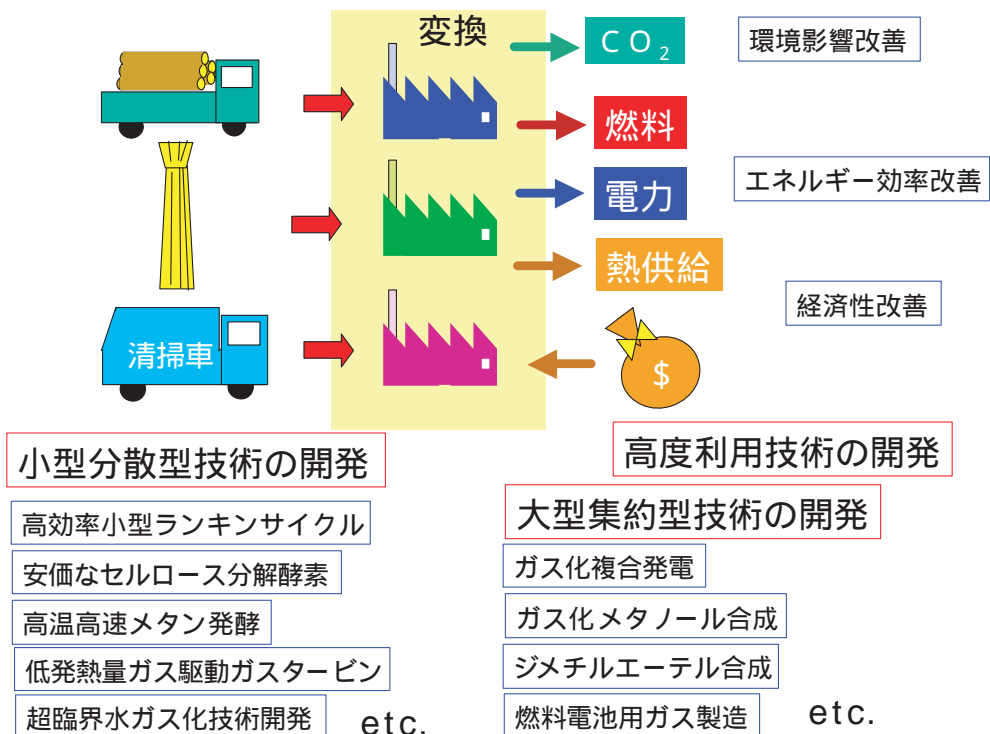 変換
CO₂
環境影響改善
燃料
電力
エネルギー効率改善
熱供給
経済性改善
清掃車
$
小型分散型技術の開発
高効率小型ランキンサイクル
安価なセルロース分解酵素
高温高速メタン発酵
低発熱量ガス駆動ガスタービン
超臨界水ガス化技術開発
etc.
高度利用技術の開発
大型集約型技術の開発
ガス化複合発電
ガス化メタノール合成
ジメチルエーテル合成
燃料電池用ガス製造
etc.